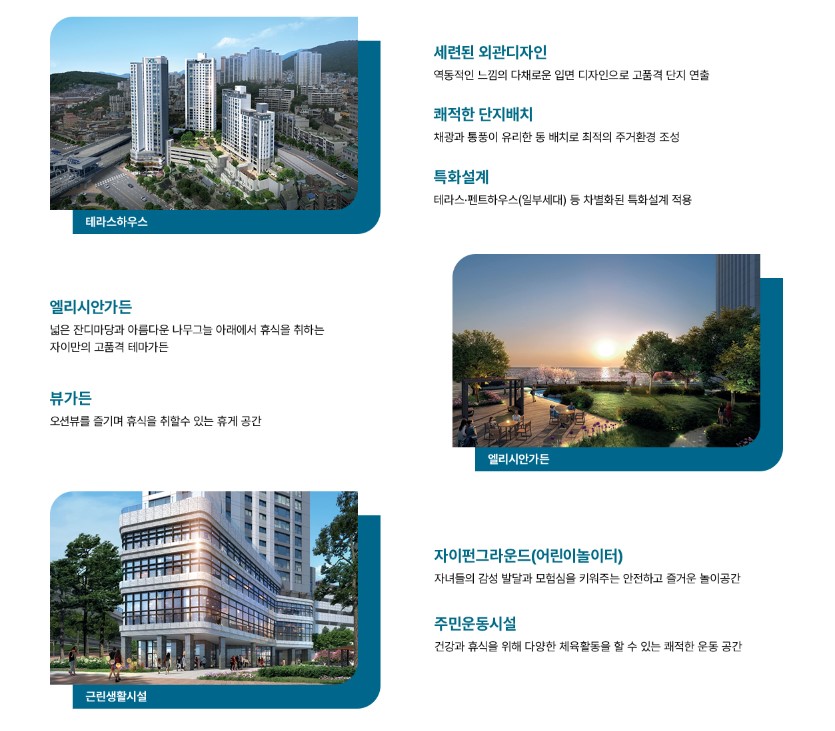 세련된 외관디자인
역동적인 느낌의 다채로운 입면 디자인으로 고품격 단지 연출
쾌적한 단지배치
채광과 통풍이 유리한 동 배치로 최적의 주거환경 조성
특화설계
테라스·펜트하우스(일부세대) 등 차별화된 특화설계 적용
테라스하우스
엘리시안가든
넓은 잔디마당과 아름다운 나무그늘 아래에서 휴식을 취하는
자이만의 고품격 테마가든
뷰가든
오션뷰를 즐기며 휴식을 취할수 있는 휴게 공간
엘리시안가든
자이펀그라운드(어린이놀이터)
자녀들의 감성 발달과 모험심을 키워주는 안전하고 즐거운 놀이공간
주민운동시설
건강과 휴식을 위해 다양한 체육활동을 할 수 있는 쾌적한 운동 공간
근린생활시설